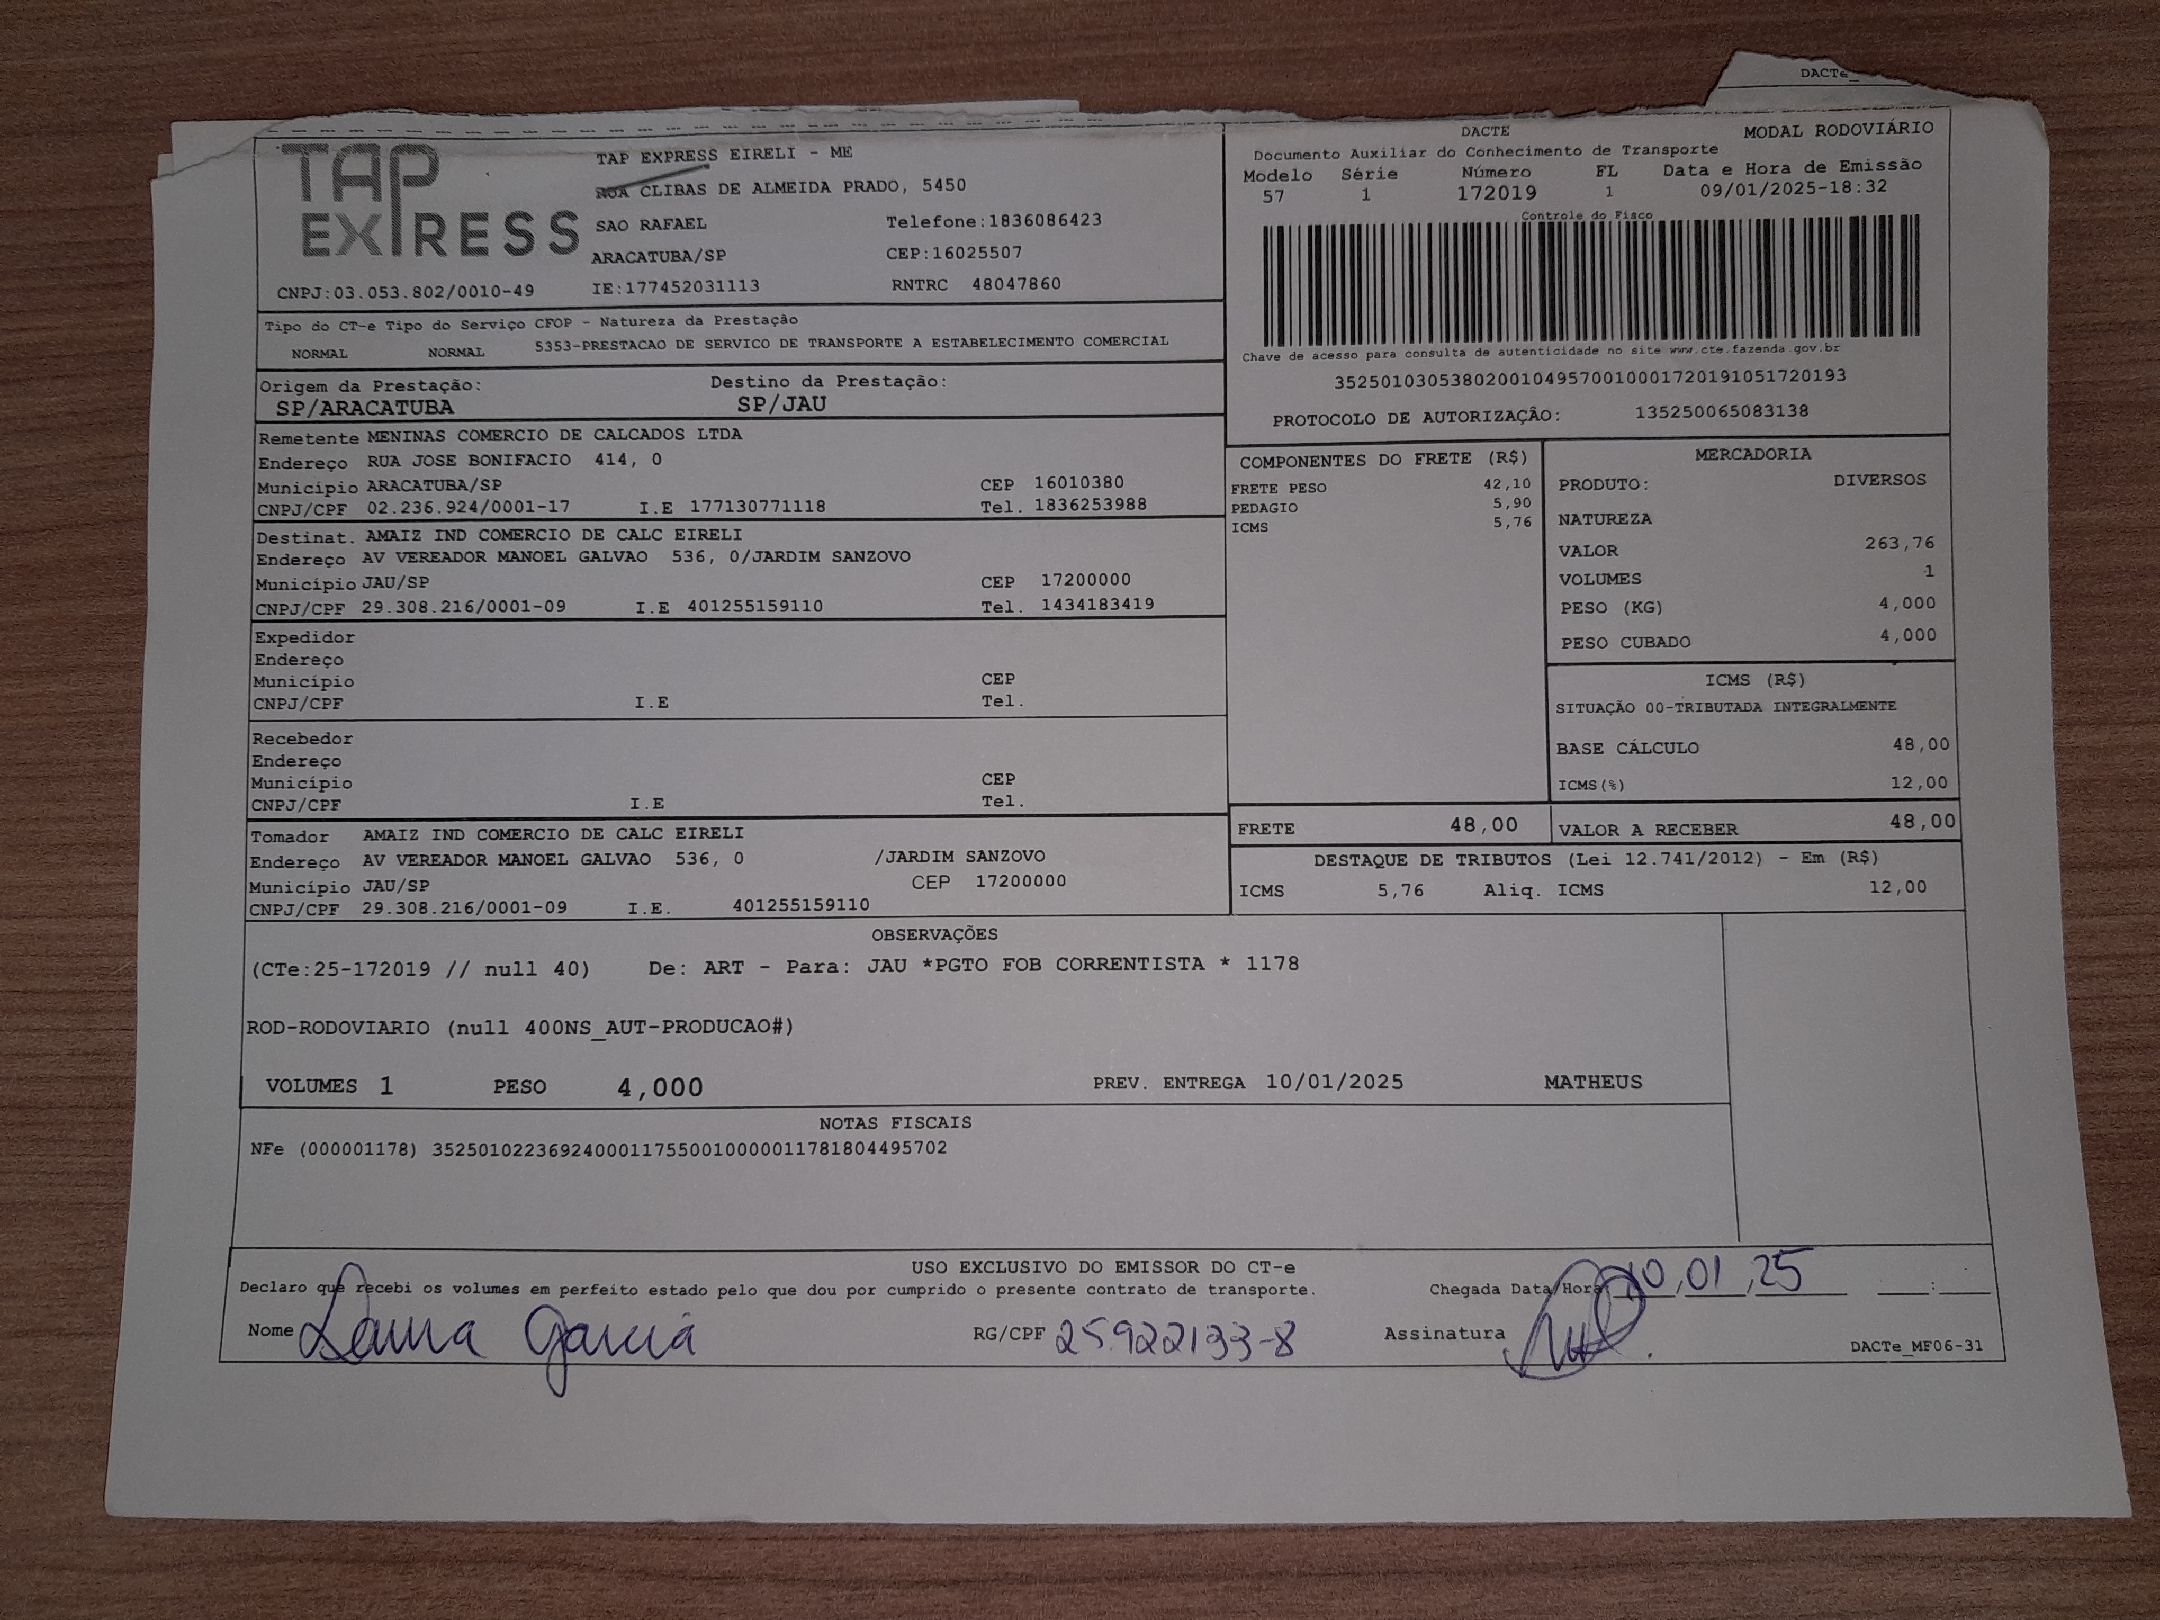 DACTe_
TAP
EXPRESS
TAP EXPRESS EIRELI - ME
RUA CLIBAS DE ALMEIDA PRADO, 5450
SAO RAFAEL Telefone:1836086423
ARACATUBA/SP CEP:16025507
CNPJ:03.053.802/0010-49 IE:177452031113 RNTRC 48047860
DACTE MODAL RODOVIÁRIO
Documento Auxiliar do Conhecimento de Transporte
Modelo Série Número FL Data e Hora de Emissão
57 1 172019 1 09/01/2025-18:32
Controle do Fisco
Chave de acesso para consulta de autenticidade no site www.cte.fazenda.gov.br
35250103053802001049570010001720191051720193
PROTOCOLO DE AUTORIZAÇÃO: 135250065083138
Tipo do CT-e Tipo do Serviço CFOP - Natureza da Prestação
NORMAL NORMAL 5353-PRESTACAO DE SERVICO DE TRANSPORTE A ESTABELECIMENTO COMERCIAL
Origem da Prestação: Destino da Prestação:
SP/ARACATUBA SP/JAU
Remetente MENINAS COMERCIO DE CALCADOS LTDA
Endereço RUA JOSE BONIFACIO 414, 0
Município ARACATUBA/SP CEP 16010380
CNPJ/CPF 02.236.924/0001-17 I.E 177130771118 Tel. 1836253988
Destinat. AMAIZ IND COMERCIO DE CALC EIRELI
Endereço AV VEREADOR MANOEL GALVAO 536, 0/JARDIM SANZOVO
Município JAU/SP CEP 17200000
CNPJ/CPF 29.308.216/0001-09 I.E 401255159110 Tel. 1434183419
Expedidor
Endereço
Município CEP
CNPJ/CPF I.E Tel.
Recebedor
Endereço
Município CEP
CNPJ/CPF I.E Tel.
Tomador AMAIZ IND COMERCIO DE CALC EIRELI
Endereço AV VEREADOR MANOEL GALVAO 536, 0 /JARDIM SANZOVO
Município JAU/SP CEP 17200000
CNPJ/CPF 29.308.216/0001-09 I.E. 401255159110
COMPONENTES DO FRETE (R$)
FRETE PESO 42,10
PEDAGIO 5,90
ICMS 5,76
MERCADORIA
PRODUTO: DIVERSOS
NATUREZA
VALOR 263,76
VOLUMES 1
PESO (KG) 4,000
PESO CUBADO 4,000
ICMS (R$)
SITUAÇÃO 00-TRIBUTADA INTEGRALMENTE
BASE CÁLCULO 48,00
ICMS(%) 12,00
FRETE 48,00 VALOR A RECEBER 48,00
DESTAQUE DE TRIBUTOS (Lei 12.741/2012) - Em (R$)
ICMS 5,76 Aliq. ICMS 12,00
OBSERVAÇÕES
(CTe:25-172019 // null 40) De: ART - Para: JAU *PGTO FOB CORRENTISTA * 1178
ROD-RODOVIARIO (null 400NS_AUT-PRODUCAO#)
VOLUMES 1 PESO 4,000 PREV. ENTREGA 10/01/2025 MATHEUS
NOTAS FISCAIS
NFe (000001178) 35250102236924000117550010000011781804495702
USO EXCLUSIVO DO EMISSOR DO CT-e
Declaro que recebi os volumes em perfeito estado pelo que dou por cumprido o presente contrato de transporte. Chegada Data/Hora: 10,01,25 :
Nome Laura Garcia RG/CPF 25.922133-8 Assinatura
DACTe_MF06-31